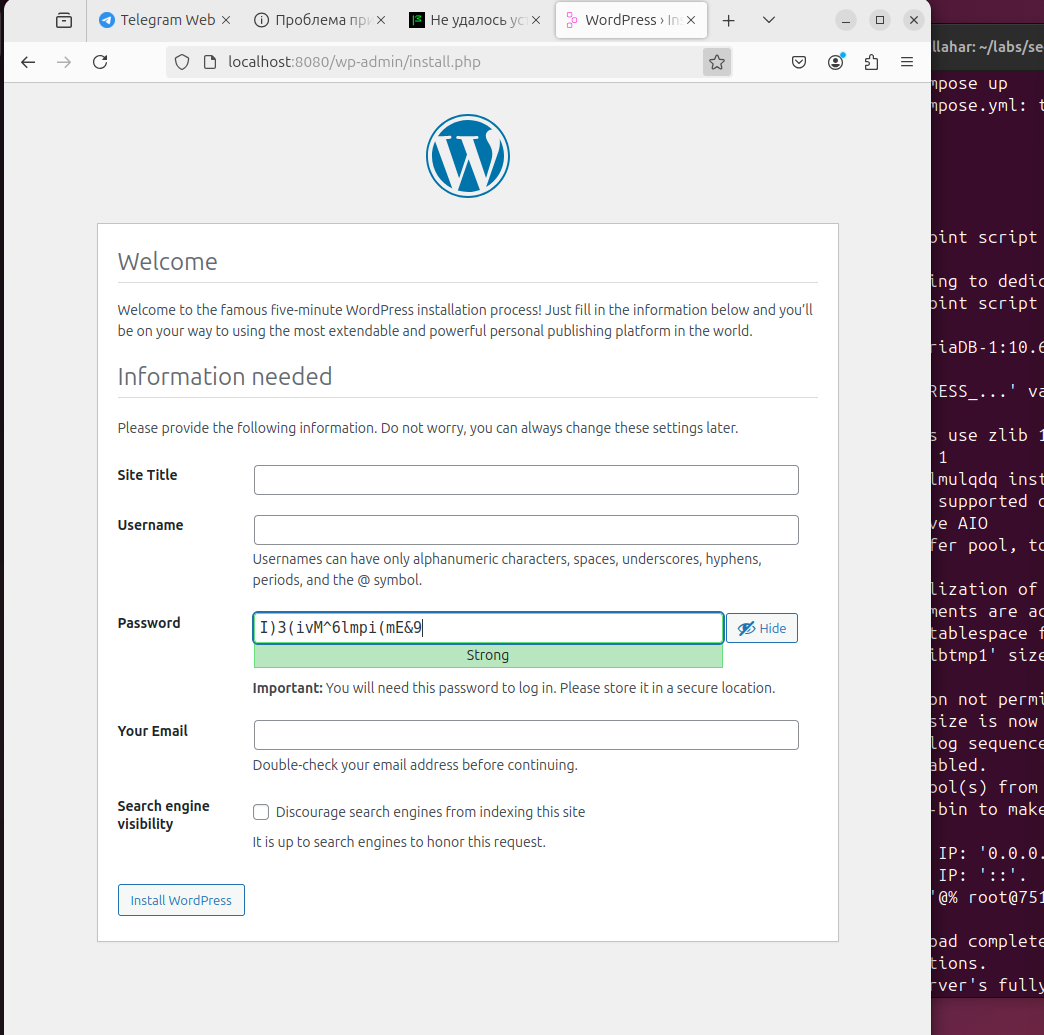 Telegram Web
Проблема при
Не удалось уст
WordPress › Ins
localhost:8080/wp-admin/install.php
Welcome
Welcome to the famous five-minute WordPress installation process! Just fill in the information below and you’ll
be on your way to using the most extendable and powerful personal publishing platform in the world.
Information needed
Please provide the following information. Do not worry, you can always change these settings later.
Site Title
Username
Usernames can have only alphanumeric characters, spaces, underscores, hyphens,
periods, and the @ symbol.
Password
I)3(ivM^6lmpi(mE&9
Hide
Strong
Important: You will need this password to log in. Please store it in a secure location.
Your Email
Double-check your email address before continuing.
Search engine
visibility
Discourage search engines from indexing this site
It is up to search engines to honor this request.
Install WordPress
llahar: ~/labs/se
mpose up
mpose.yml: t
oint script
ing to dedic
oint script
riaDB-1:10.6
RESS_...' va
s use zlib 1
1
lmulqdq inst
supported o
ve AIO
fer pool, to
lization of
ments are ac
tablespace f
ibtmp1' size
on not permi
size is now
log sequence
abled.
ool(s) from
-bin to make
IP: '0.0.0.
IP: '::'.
'@% root@751
oad complete
tions.
rver's fully